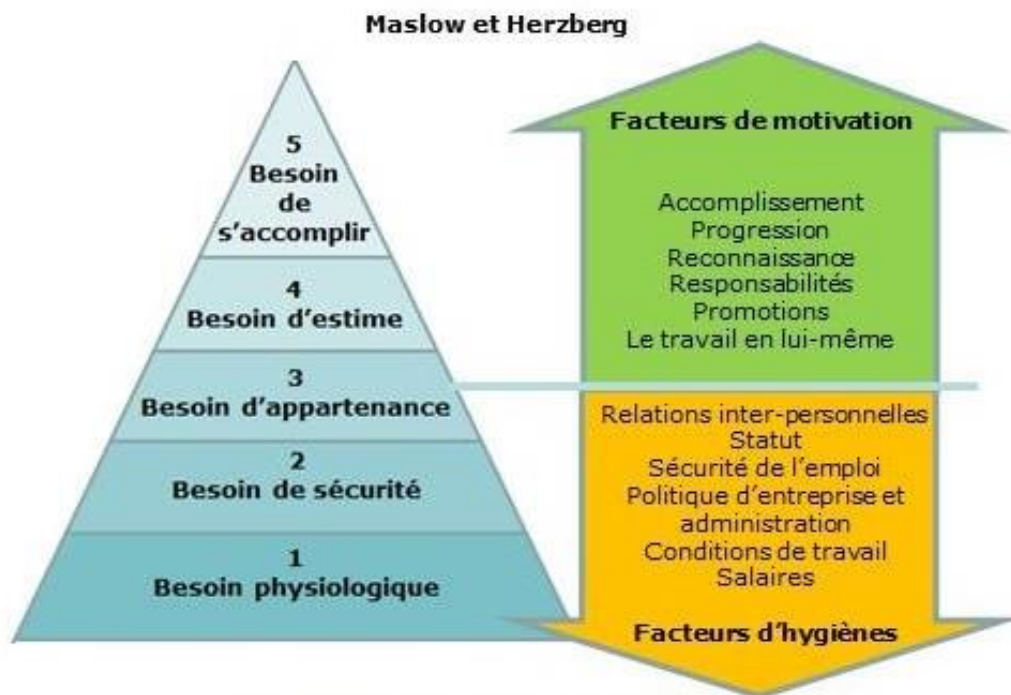 Maslow et Herzberg
5
Besoin
de
s'accomplir
4
Besoin d'estime
3
Besoin d'appartenance
2
Besoin de sécurité
1
Besoin physiologique
Facteurs de motivation
Accomplissement
Progression
Reconnaissance
Responsabilités
Promotions
Le travail en lui-même
Relations inter-personnelles
Statut
Sécurité de l'emploi
Politique d'entreprise et
administration
Conditions de travail
Salaires
Facteurs d'hygiènes